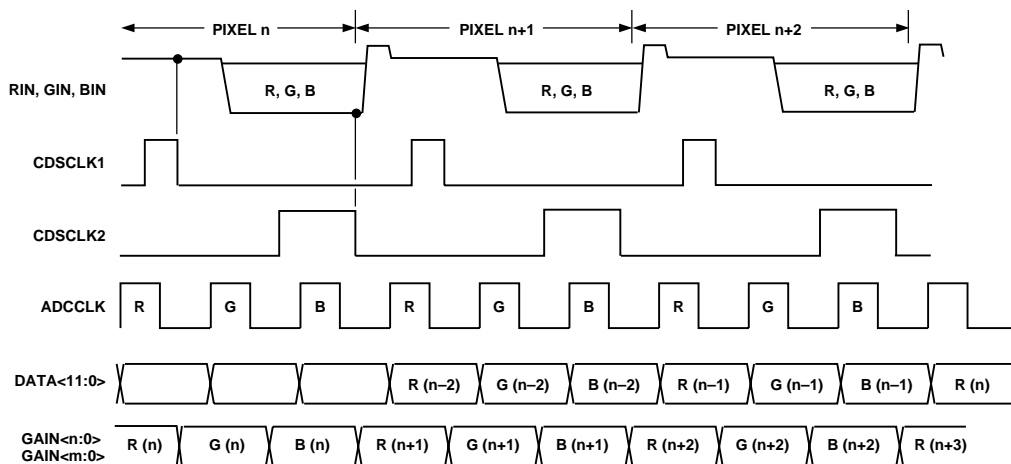 PIXEL n PIXEL n+1 PIXEL n+2
RIN, GIN, BIN R, G, B R, G, B R, G, B
CDSCLK1
CDSCLK2
ADCCLK R G B R G B R G B
DATA<11:0> R (n–2) G (n–2) B (n–2) R (n–1) G (n–1) B (n–1) R (n)
GAIN<n:0>
GAIN<m:0> R (n) G (n) B (n) R (n+1) G (n+1) B (n+1) R (n+2) G (n+2) B (n+2) R (n+3)